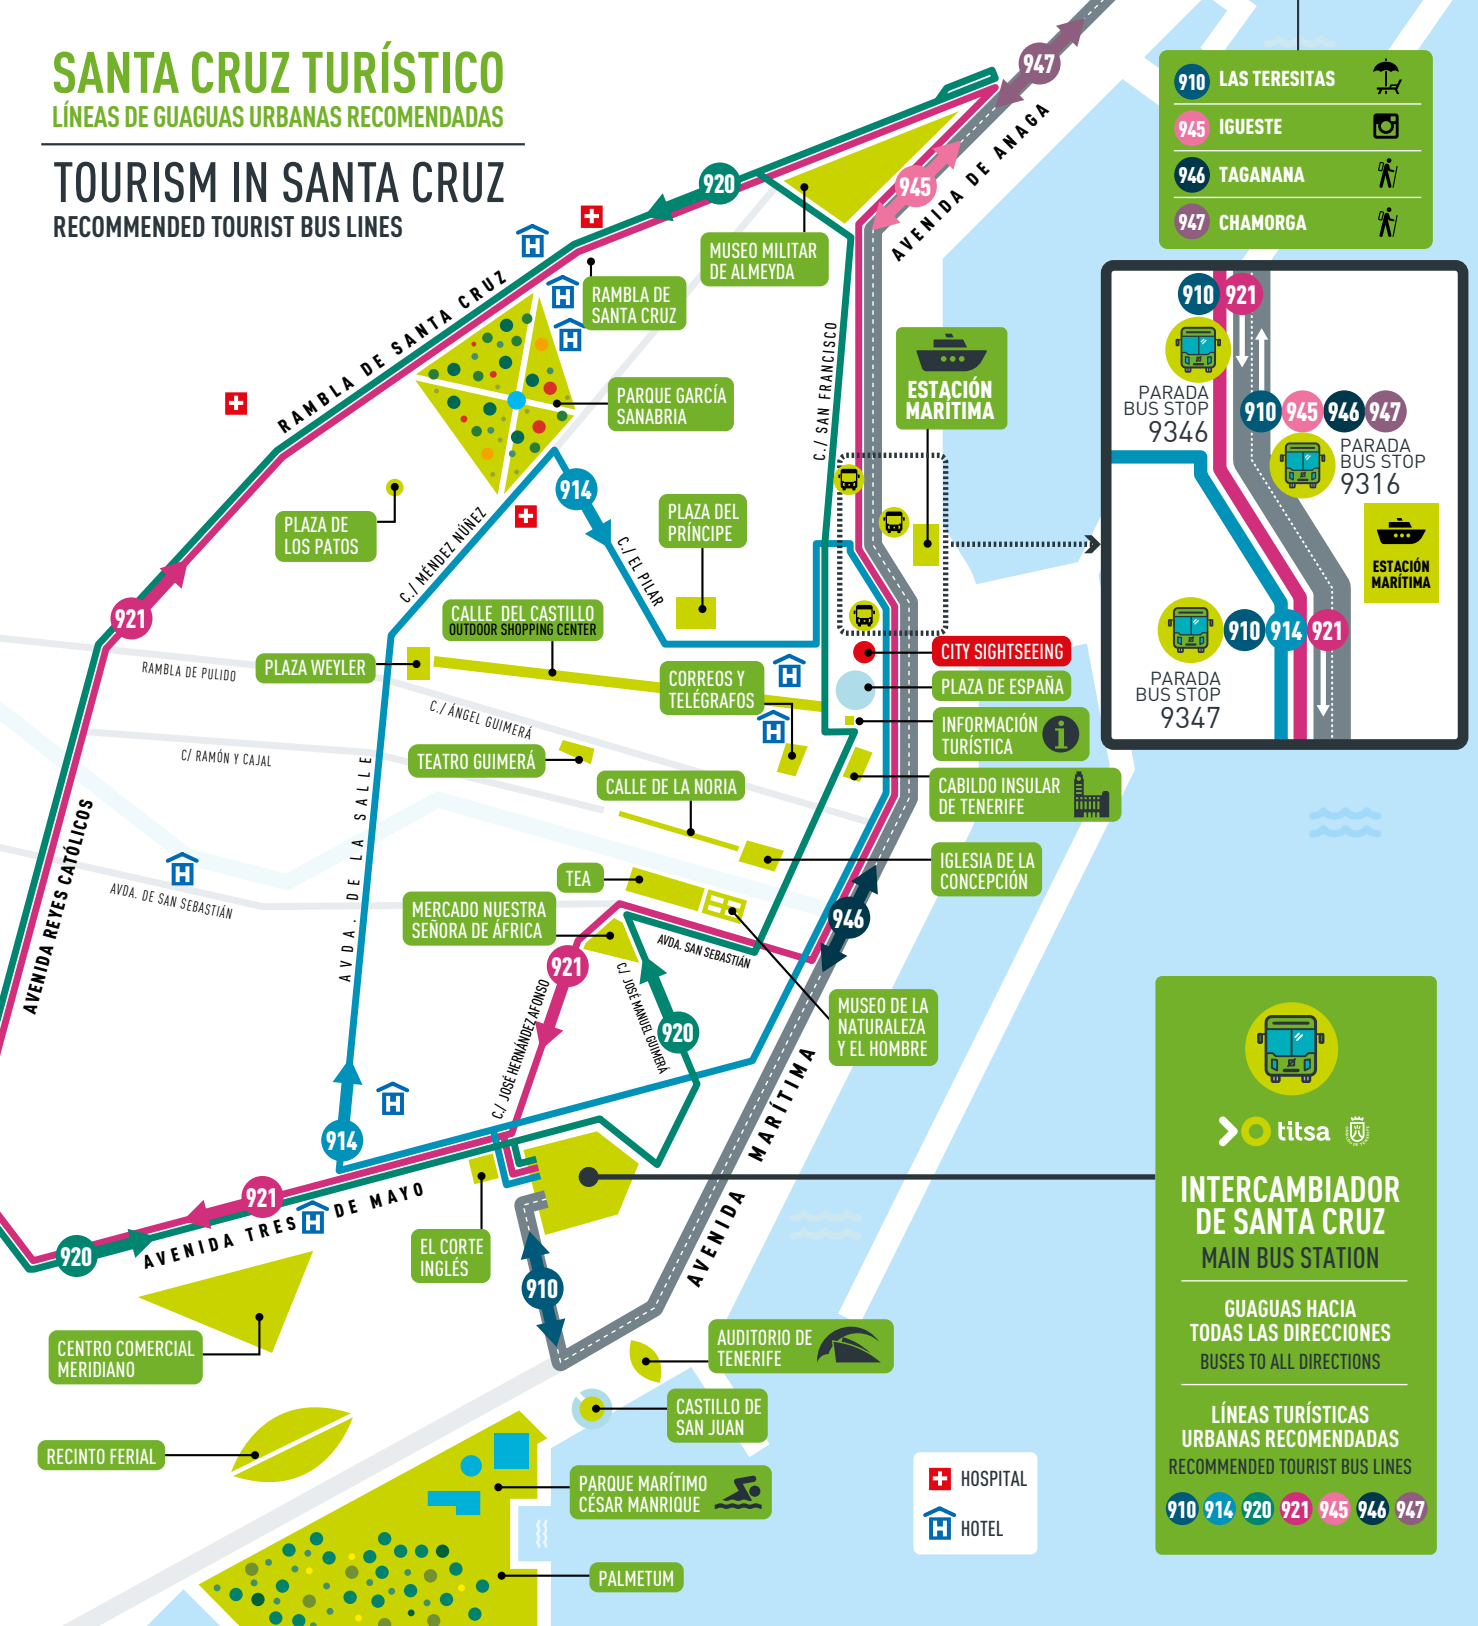 SANTA CRUZ TURÍSTICO
LÍNEAS DE GUAGUAS URBANAS RECOMENDADAS
TOURISM IN SANTA CRUZ
RECOMMENDED TOURIST BUS LINES
947
910 LAS TERESITAS
945 IGUESTE
946 TAGANANA
947 CHAMORGA
AVENIDA DE ANAGA
945
920
MUSEO MILITAR
DE ALMEYDA
RAMBLA DE
SANTA CRUZ
RAMBLA DE SANTA CRUZ
PARQUE GARCÍA
SANABRIA
C./ SAN FRANCISCO
ESTACIÓN
MARÍTIMA
910 921
PARADA
BUS STOP
9346
910 945 946 947
PARADA
BUS STOP
9316
ESTACIÓN
MARÍTIMA
910 914 921
PARADA
BUS STOP
9347
PLAZA DE
LOS PATOS
914
C./ MÉNDEZ NÚÑEZ
C./ EL PILAR
PLAZA DEL
PRÍNCIPE
921
CALLE DEL CASTILLO
OUTDOOR SHOPPING CENTER
RAMBLA DE PULIDO
PLAZA WEYLER
CORREOS Y
TELÉGRAFOS
CITY SIGHTSEEING
PLAZA DE ESPAÑA
INFORMACIÓN
TURÍSTICA
i
C./ ÁNGEL GUIMERÁ
C/ RAMÓN Y CAJAL
TEATRO GUIMERÁ
CALLE DE LA NORIA
CABILDO INSULAR
DE TENERIFE
AVENIDA REYES CATÓLICOS
AVDA. DE LA SALLE
AVDA. DE SAN SEBASTIÁN
TEA
IGLESIA DE LA
CONCEPCIÓN
MERCADO NUESTRA
SEÑORA DE ÁFRICA
AVDA. SAN SEBASTIÁN
946
921
C./ JOSÉ HERNÁNDEZ AFONSO
C./ JOSÉ MANUEL GUIMERÁ
920
MUSEO DE LA
NATURALEZA
Y EL HOMBRE
914
921
920
AVENIDA TRES DE MAYO
AVENIDA MARÍTIMA
EL CORTE
INGLÉS
910
titsa
INTERCAMBIADOR
DE SANTA CRUZ
MAIN BUS STATION
GUAGUAS HACIA
TODAS LAS DIRECCIONES
BUSES TO ALL DIRECTIONS
LÍNEAS TURÍSTICAS
URBANAS RECOMENDADAS
RECOMMENDED TOURIST BUS LINES
910 914 920 921 945 946 947
CENTRO COMERCIAL
MERIDIANO
AUDITORIO DE
TENERIFE
CASTILLO DE
SAN JUAN
RECINTO FERIAL
PARQUE MARÍTIMO
CÉSAR MANRIQUE
PALMETUM
HOSPITAL
H HOTEL